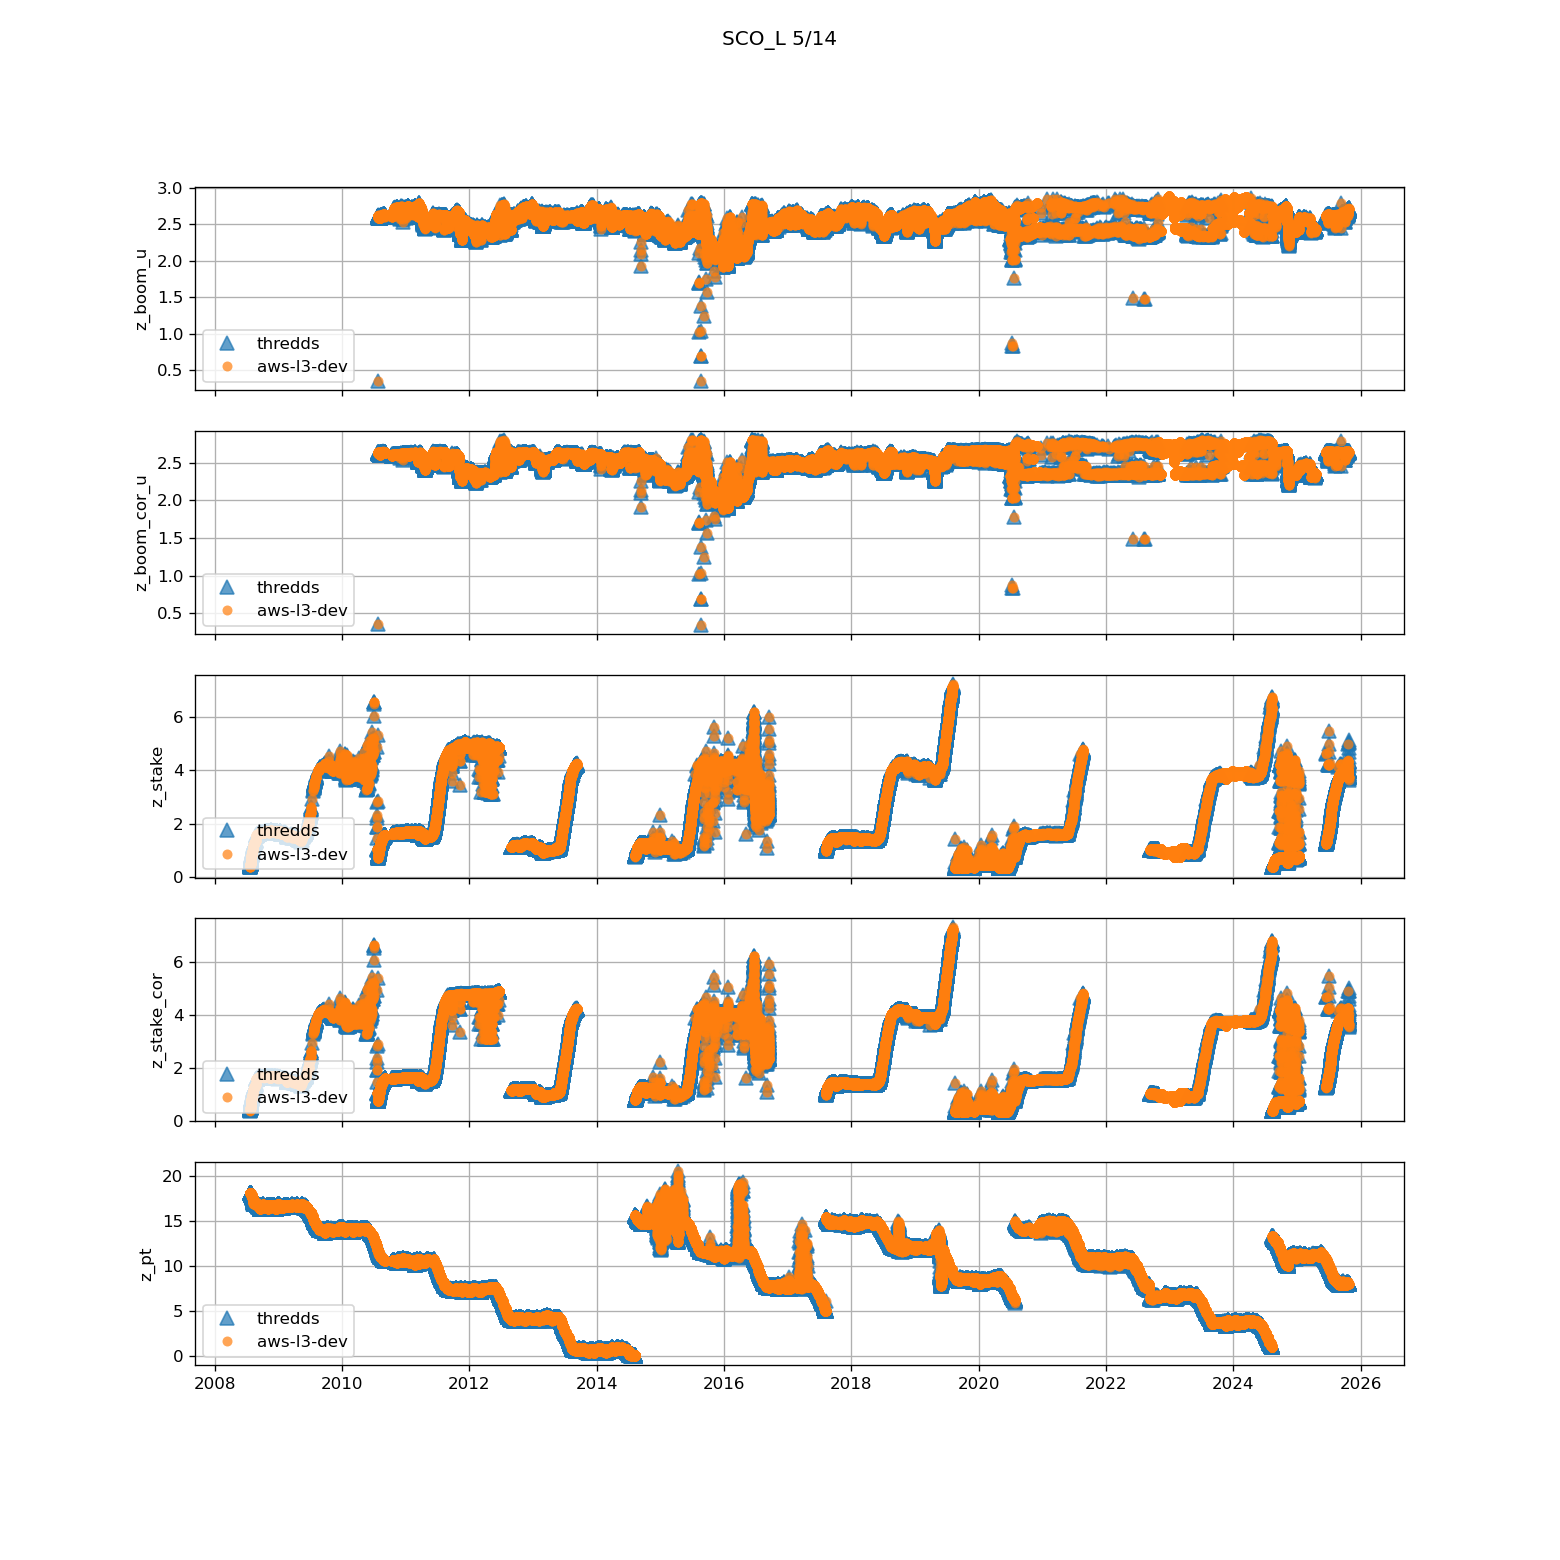 SCO_L 5/14
3.0
2.5
2.0
1.5
1.0
0.5
z_boom_u
thredds
aws-l3-dev
2.5
2.0
1.5
1.0
0.5
z_boom_cor_u
thredds
aws-l3-dev
6
4
2
0
z_stake
thredds
aws-l3-dev
6
4
2
0
z_stake_cor
thredds
aws-l3-dev
20
15
10
5
0
z_pt
thredds
aws-l3-dev
2008 2010 2012 2014 2016 2018 2020 2022 2024 2026